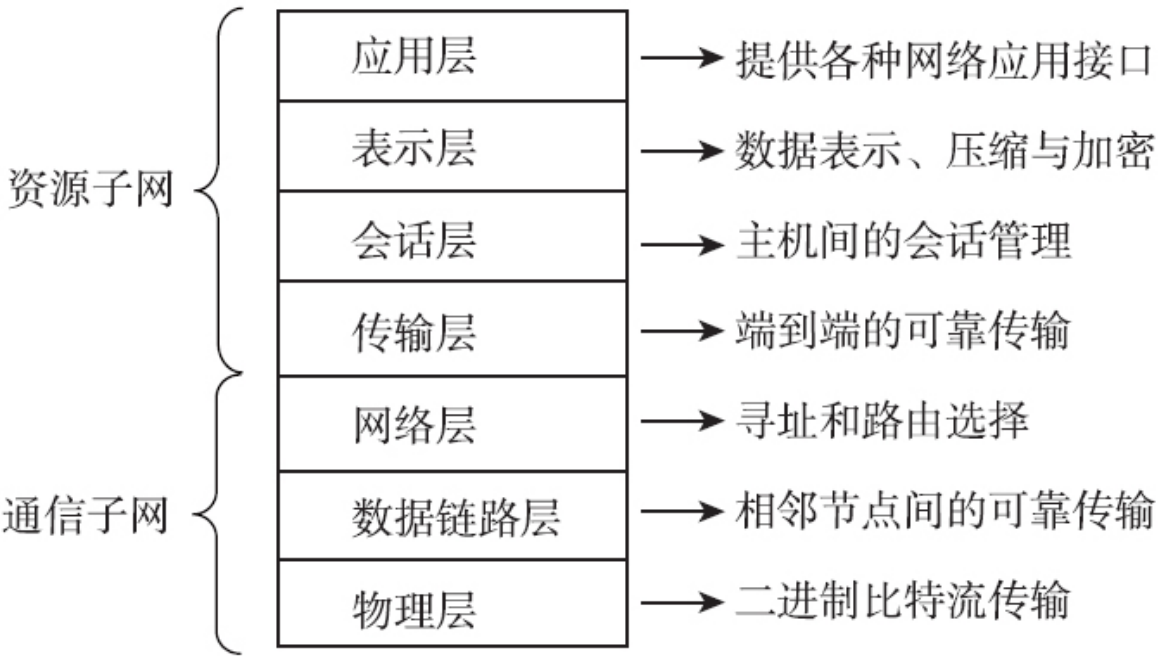 应用层
提供各种网络应用接口
表示层
数据表示、压缩与加密
资源子网
会话层
主机间的会话管理
传输层
端到端的可靠传输
网络层
寻址和路由选择
通信子网
数据链路层
相邻节点间的可靠传输
物理层
二进制比特流传输